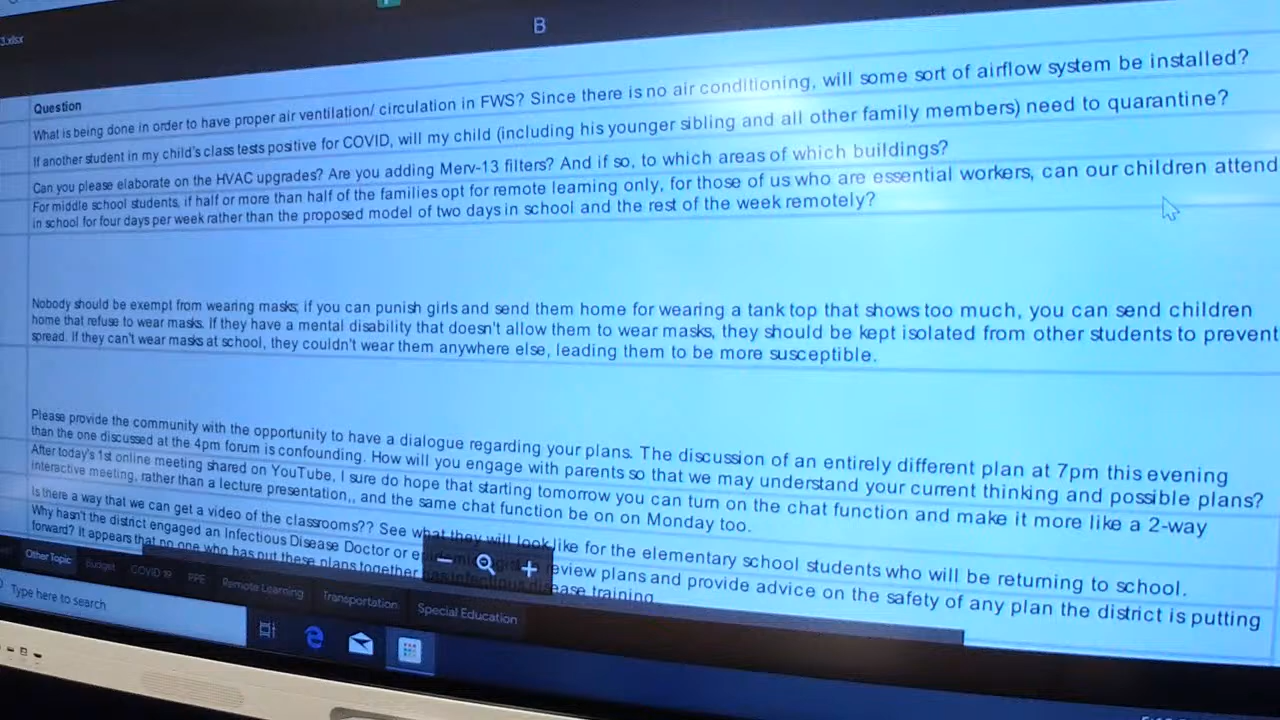 3.xlsx
B
Question
What is being done in order to have proper air ventilation/ circulation in FWS? Since there is no air conditioning, will some sort of airflow system be installed?
If another student in my child's class tests positive for COVID, will my child (including his younger sibling and all other family members) need to quarantine?
Can you please elaborate on the HVAC upgrades? Are you adding Merv-13 filters? And if so, to which areas of which buildings?
For middle school students, if half or more than half of the families opt for remote learning only, for those of us who are essential workers, can our children attend
in school for four days per week rather than the proposed model of two days in school and the rest of the week remotely?
Nobody should be exempt from wearing masks; if you can punish girls and send them home for wearing a tank top that shows too much, you can send children
home that refuse to wear masks. If they have a mental disability that doesn't allow them to wear masks, they should be kept isolated from other students to prevent
spread. If they can't wear masks at school, they couldn't wear them anywhere else, leading them to be more susceptible.
Please provide the community with the opportunity to have a dialogue regarding your plans. The discussion of an entirely different plan at 7pm this evening
than the one discussed at the 4pm forum is confounding. How will you engage with parents so that we may understand your current thinking and possible plans?
After today's 1st online meeting shared on YouTube, I sure do hope that starting tomorrow you can turn on the chat function and make it more like a 2-way
interactive meeting, rather than a lecture presentation,, and the same chat function be on on Monday too.
Is there a way that we can get a video of the classrooms?? See what they will look like for the elementary school students who will be returning to school.
Why hasn't the district engaged an Infectious Disease Doctor or review plans and provide advice on the safety of any plan the district is putting
forward? It appears that no one who has put these plans together has infectious disease training
Other Topic Budget COVID 19 PPE Remote Learning Transportation Special Education
Type here to search